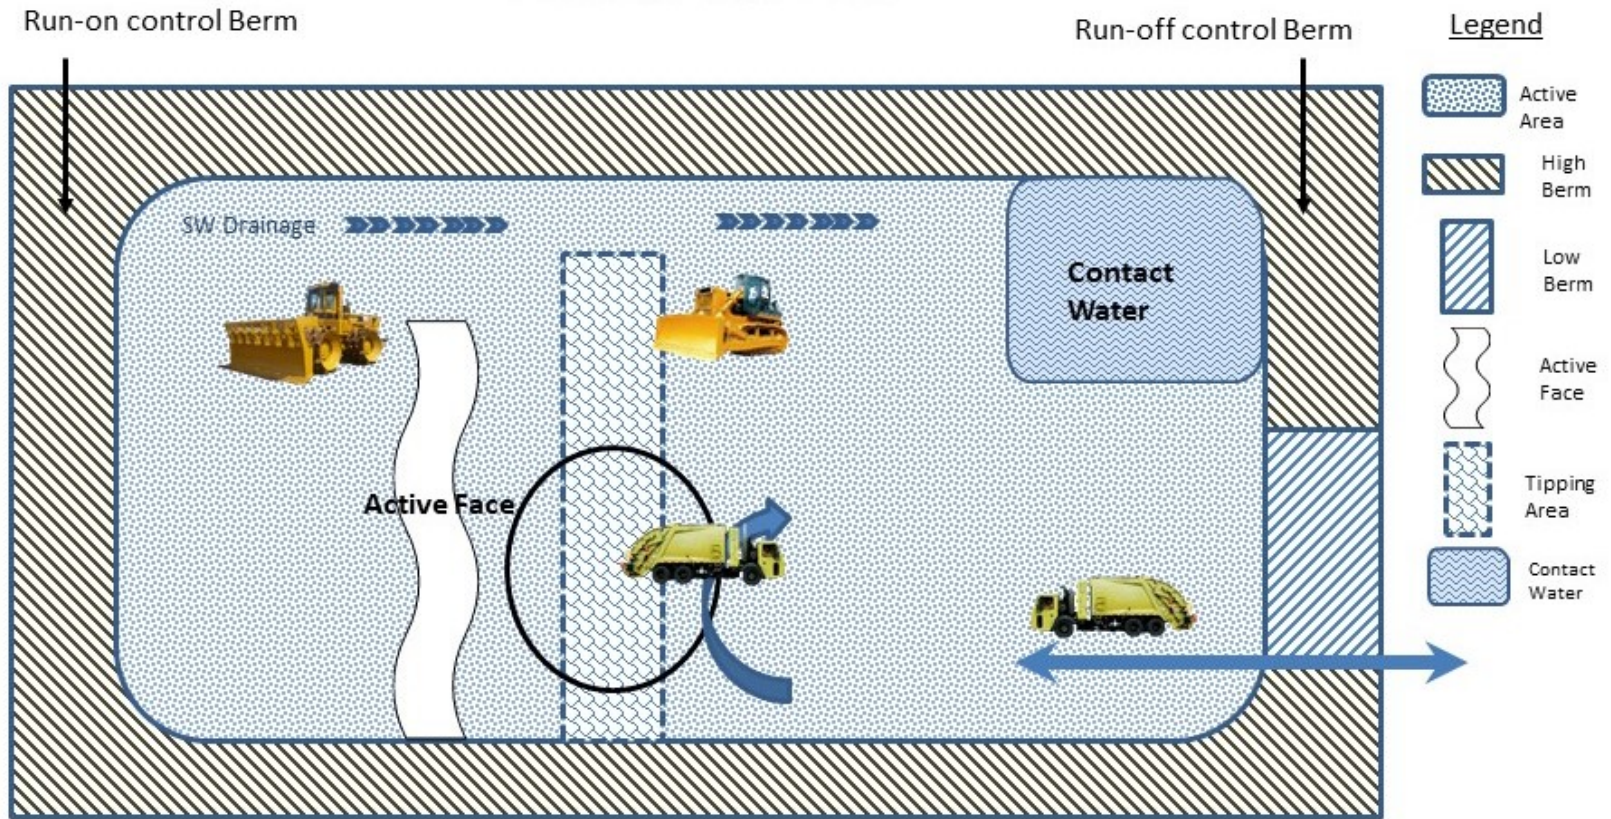 Run-on control Berm
Run-off control Berm
Legend
Active
Area
High
Berm
SW Drainage
Low
Berm
Contact
Water
Active
Face
Active Face
Tipping
Area
Contact
Water